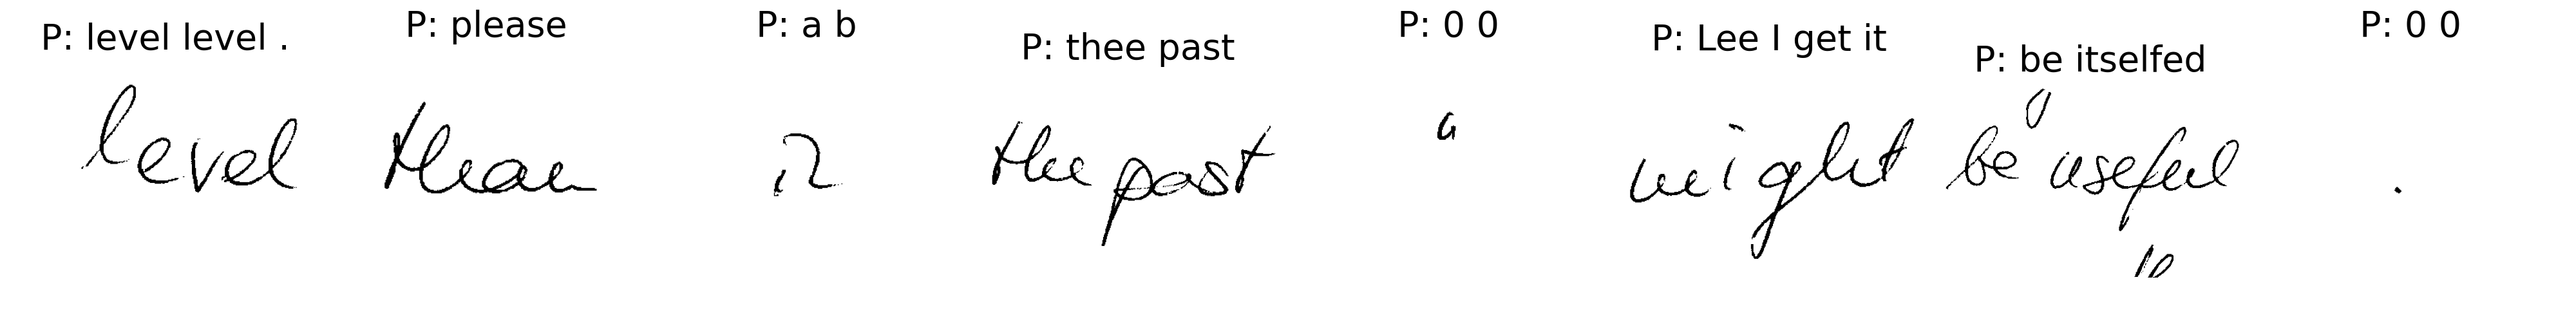 P: level level . P: please P: a b P: thee past P: 0 0 P: Lee I get it P: be itselfed P: 0 0
level than in the past " might be useful .